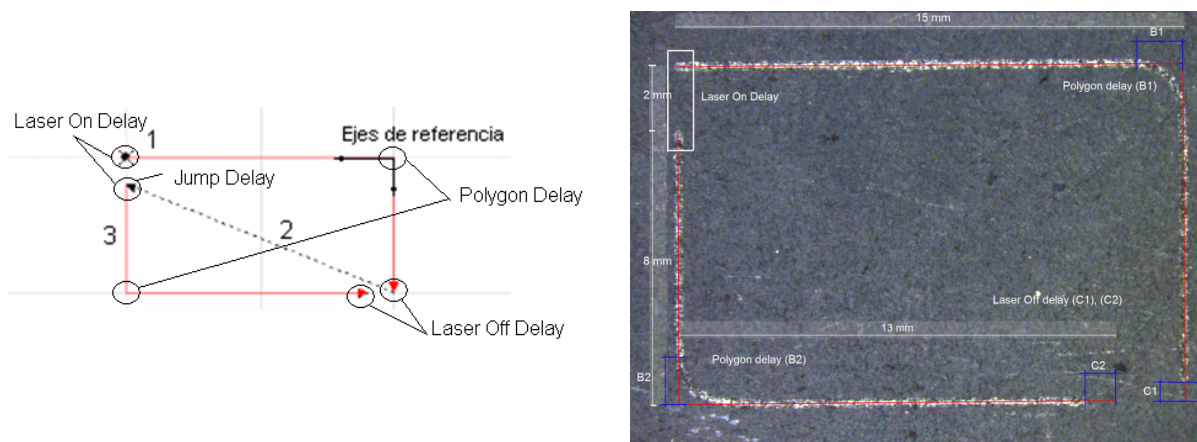 Laser On Delay
1
Ejes de referencia
Jump Delay
Polygon Delay
3
2
Laser Off Delay
15 mm
B1
Polygon delay (B1)
2 mm
Laser On Delay
8 mm
Laser Off delay (C1), (C2)
13 mm
Polygon delay (B2)
B2
C2
C1